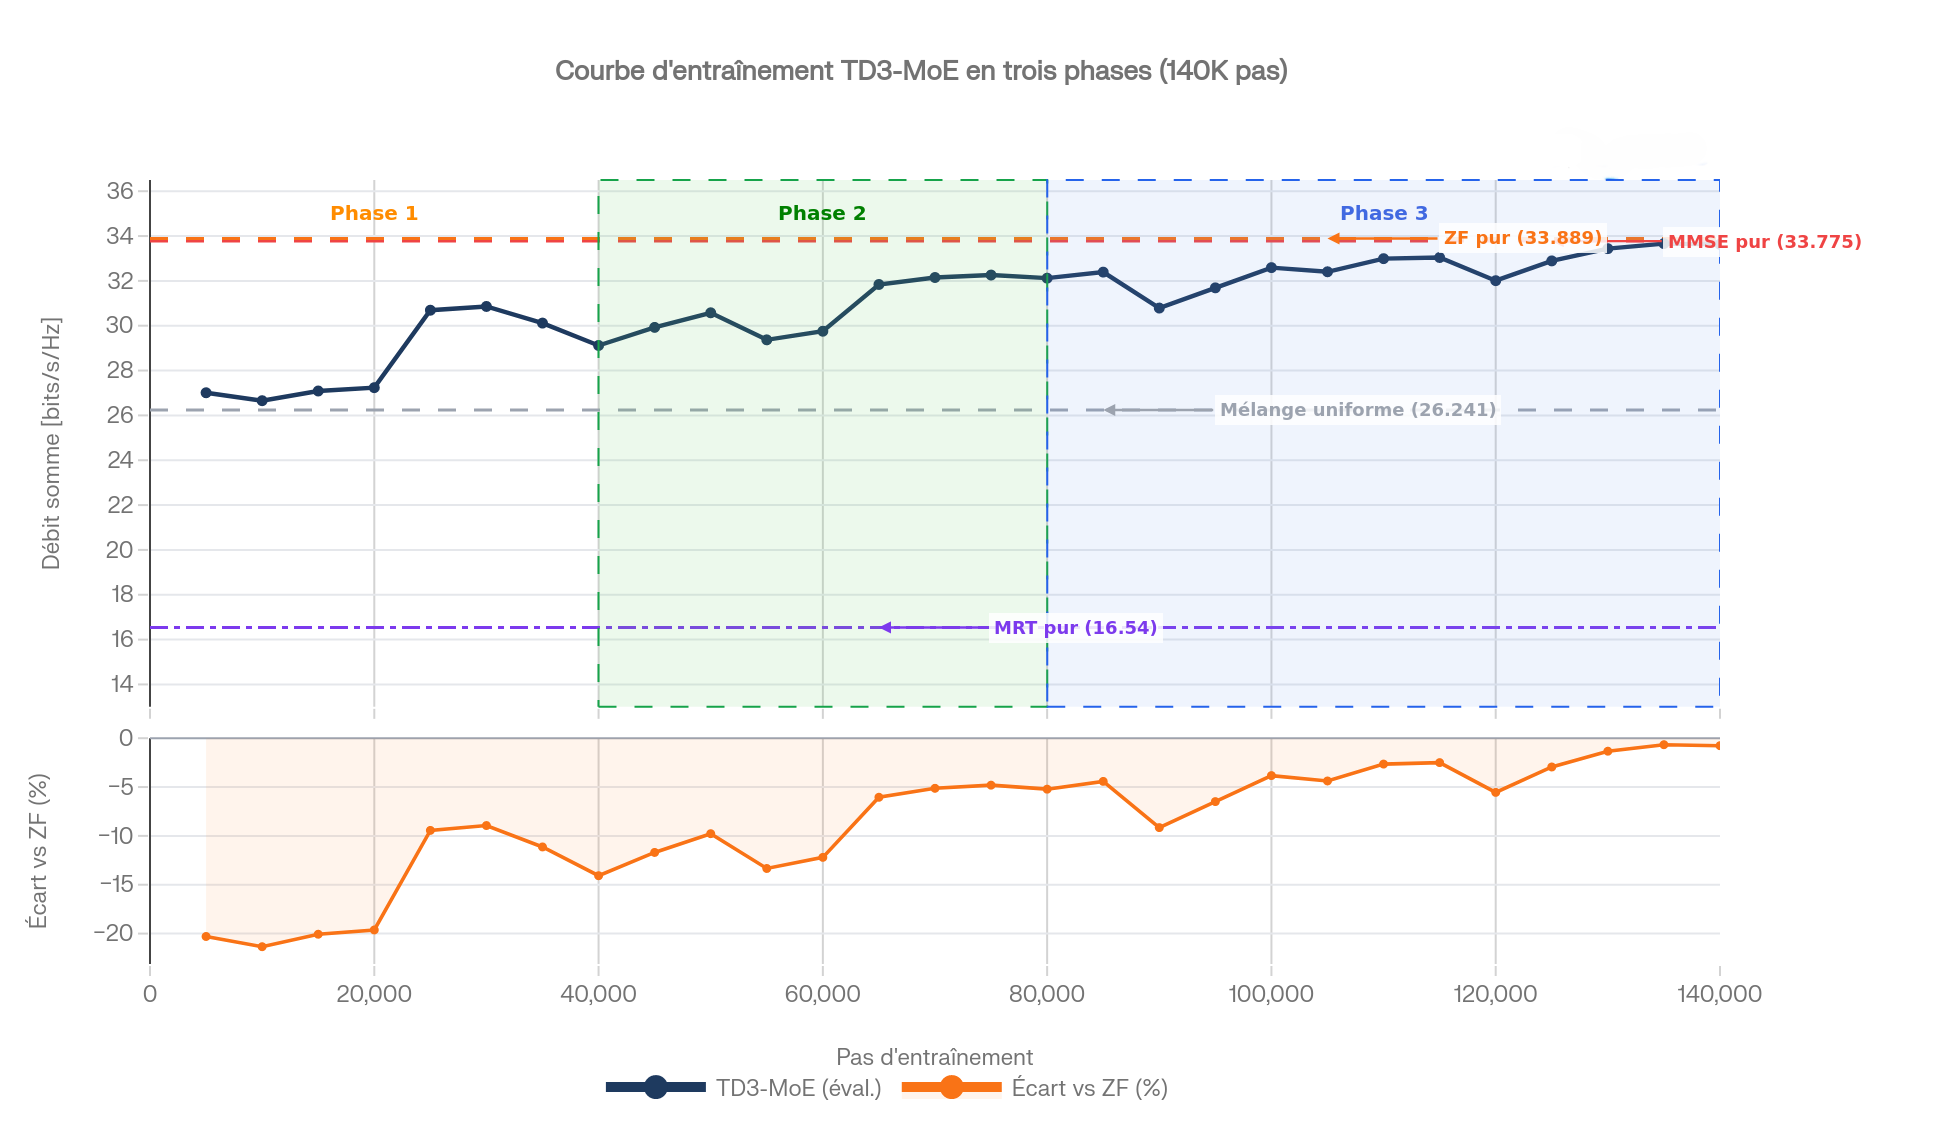 Courbe d'entraînement TD3-MoE en trois phases (140K pas)
Phase 1
Phase 2
Phase 3
ZF pur (33.889)
MMSE pur (33.775)
Mélange uniforme (26.241)
MRT pur (16.54)
Débit somme [bits/s/Hz]
36
34
32
30
28
26
24
22
20
18
16
14
Écart vs ZF (%)
0
−5
−10
−15
−20
0
20,000
40,000
60,000
80,000
100,000
120,000
140,000
Pas d'entraînement
TD3-MoE (éval.)
Écart vs ZF (%)